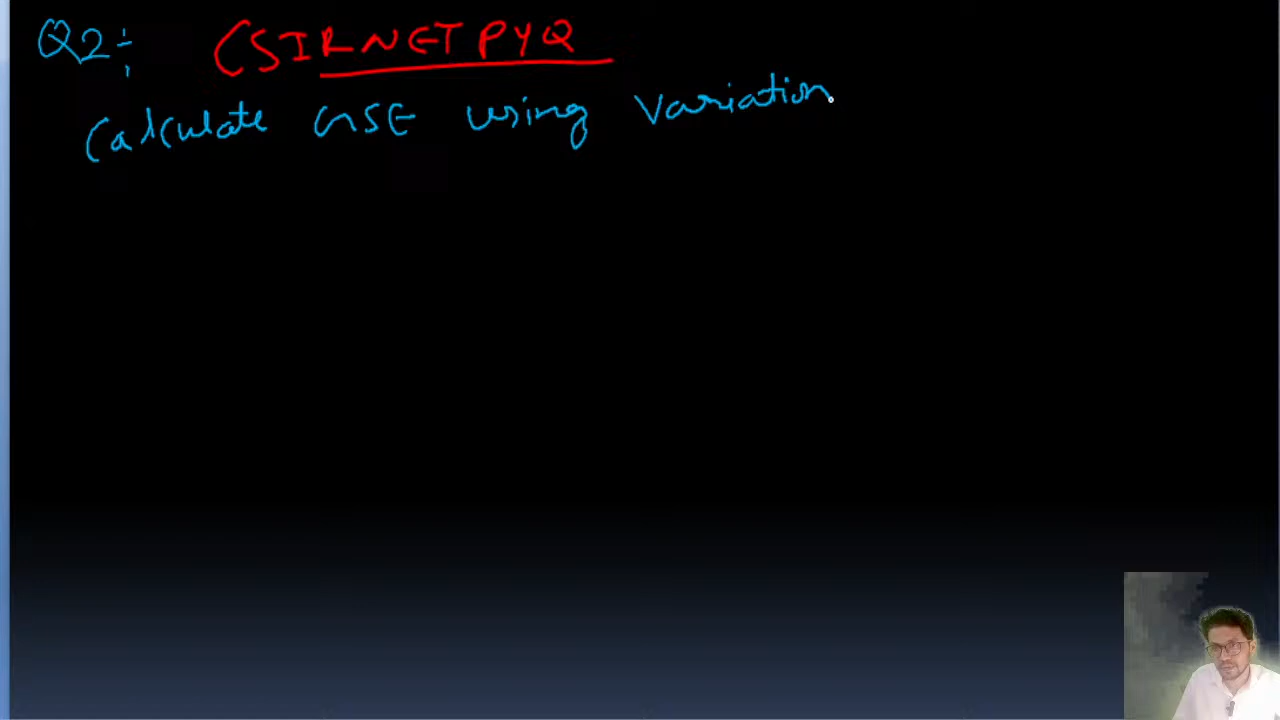 Q2:
CSIRNET PYQ
Calculate GSE using Variation